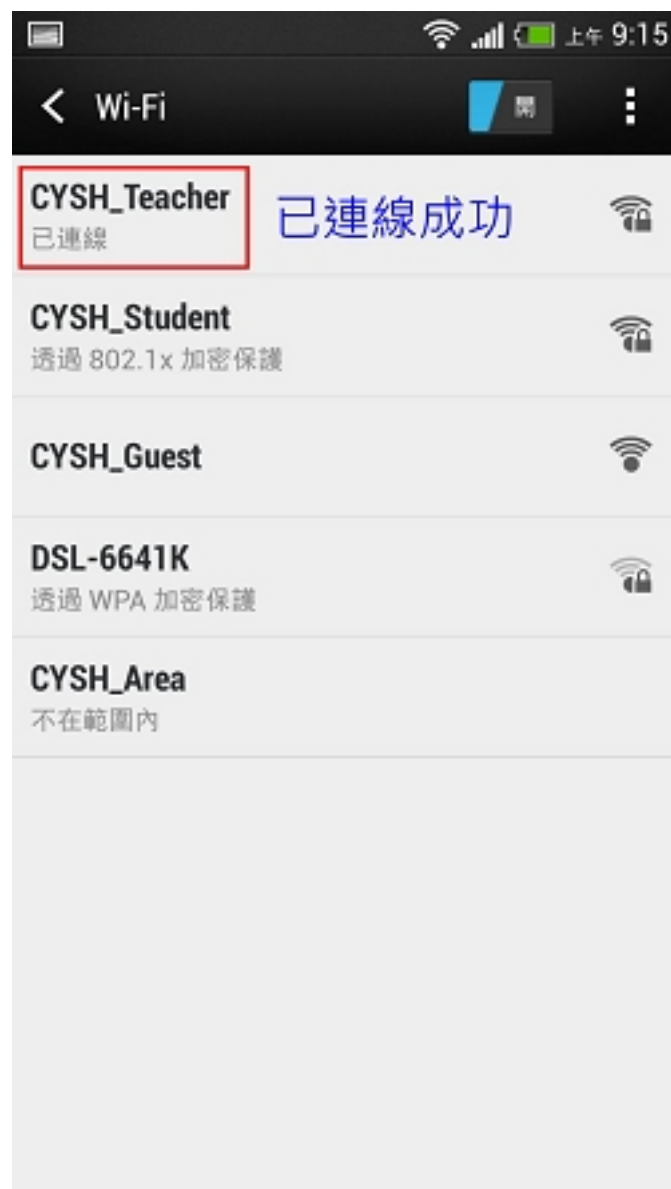 上午 9:15
Wi-Fi
開
CYSH_Teacher
已連線
已連線成功
CYSH_Student
透過 802.1x 加密保護
CYSH_Guest
DSL-6641K
透過 WPA 加密保護
CYSH_Area
不在範圍內